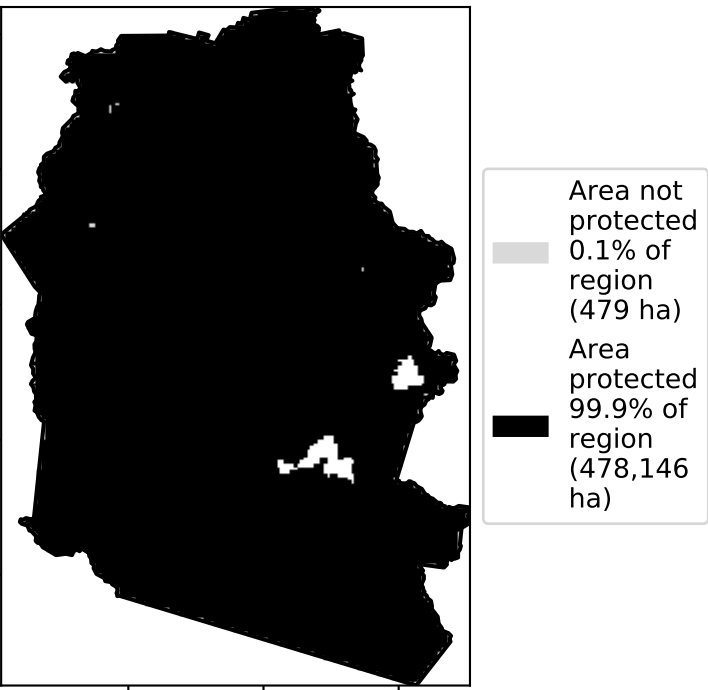 Area not
protected
0.1% of
region
(479 ha)
Area
protected
99.9% of
region
(478,146
ha)